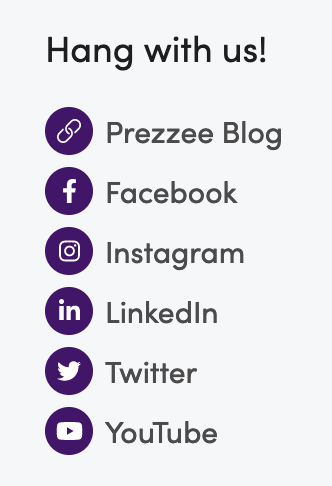 Hang with us!
Prezzee Blog
Facebook
Instagram
LinkedIn
Twitter
YouTube